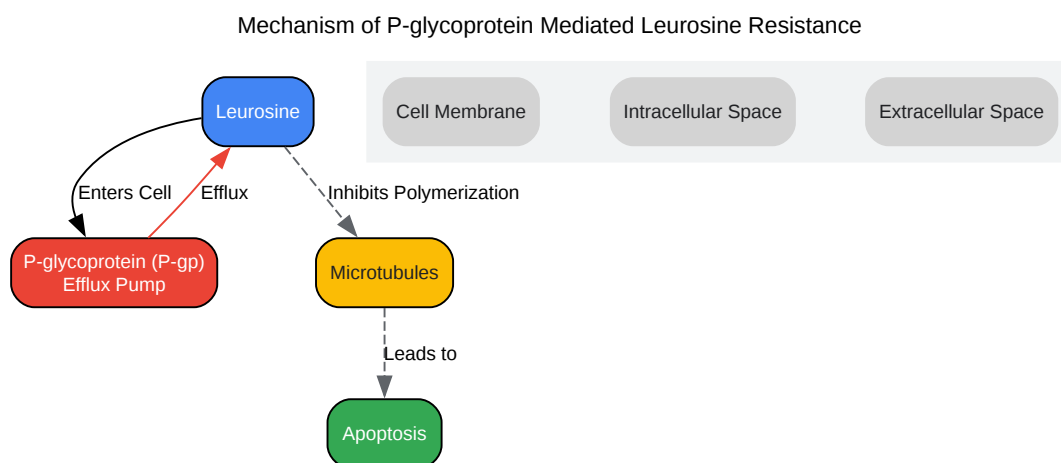 Mechanism of P-glycoprotein Mediated Leurosine Resistance
Leurosine
Cell Membrane
Intracellular Space
Extracellular Space
Enters Cell
Efflux
Inhibits Polymerization
P-glycoprotein (P-gp)
Efflux Pump
Microtubules
Leads to
Apoptosis